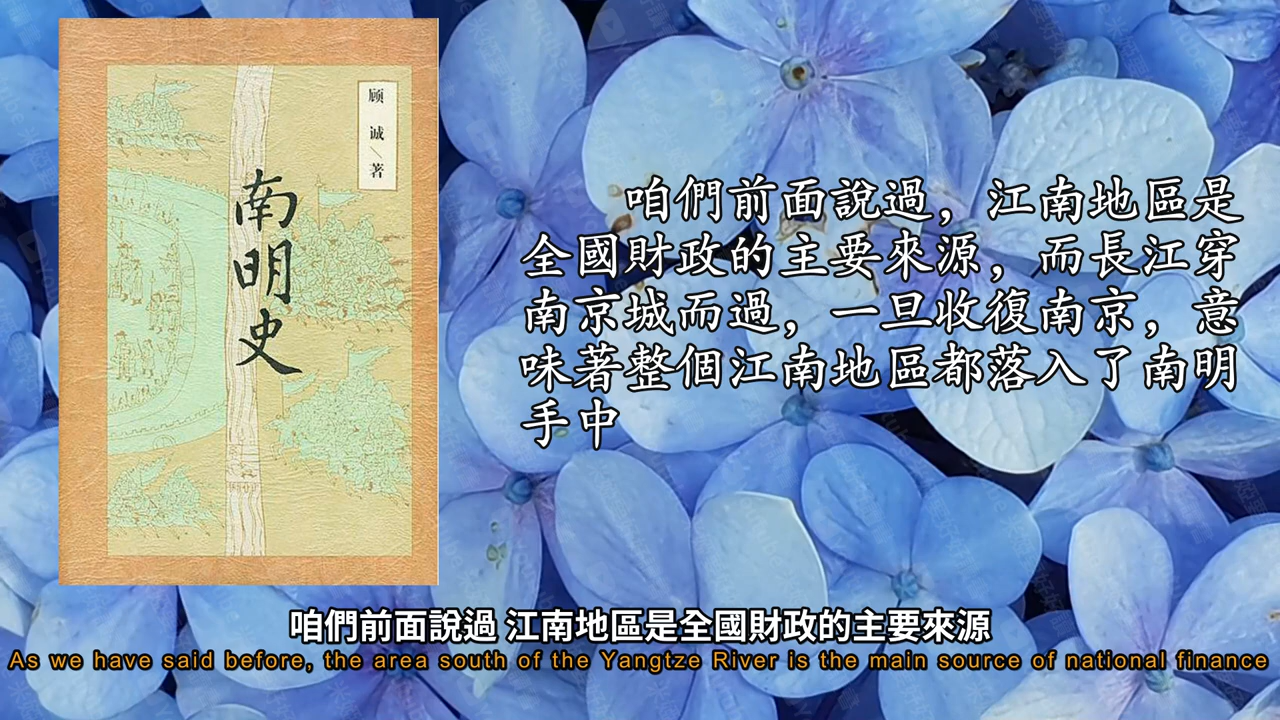 顾诚／著
南明史
咱們前面說過，江南地區是
全國財政的主要來源，而長江穿
南京城而過，一旦收復南京，意
味著整個江南地區都落入了南明
手中
咱們前面說過 江南地區是全國財政的主要來源
As we have said before, the area south of the Yangtze River is the main source of national finance